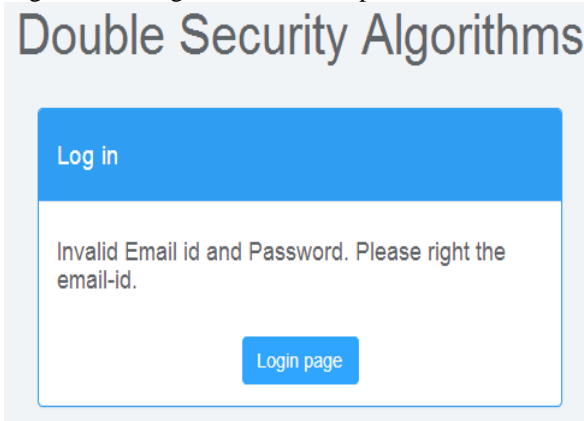 Double Security Algorithms
Log in
Invalid Email id and Password. Please right the
email-id.
Login page